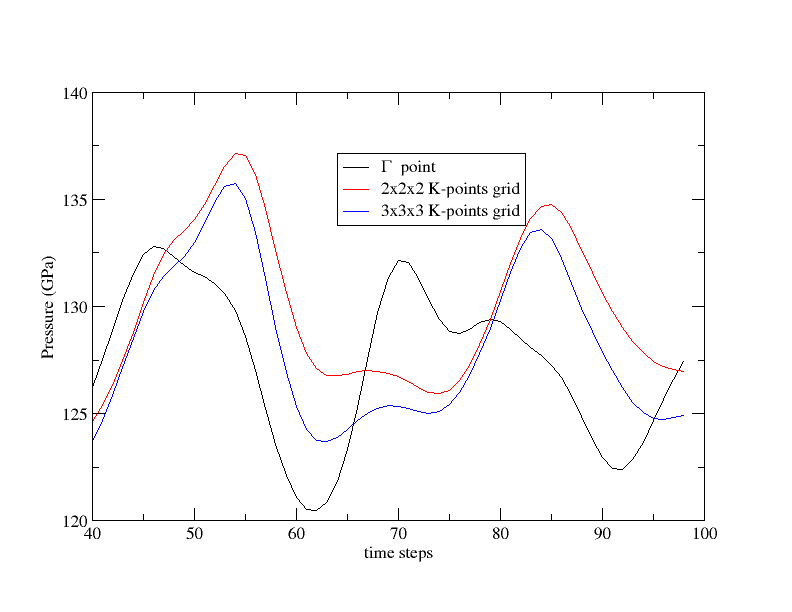 140
135
130
125
120
Pressure (GPa)
Γ point
2x2x2 K-points grid
3x3x3 K-points grid
40 50 60 70 80 90 100
time steps